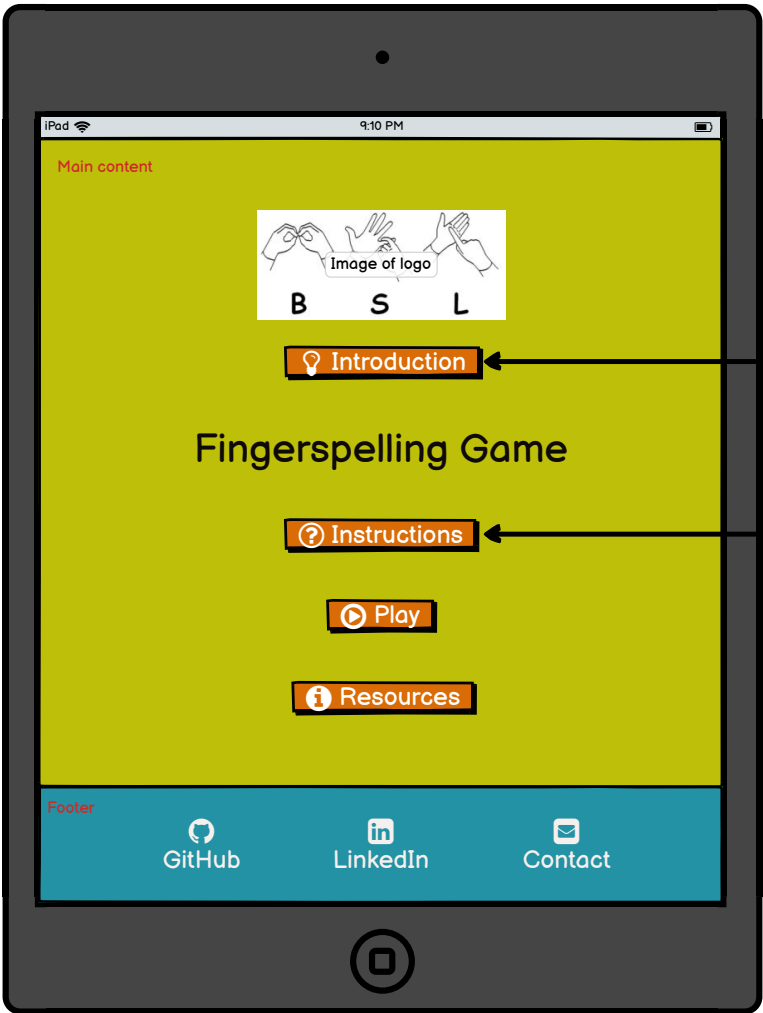 iPad 9:10 PM
Main content
Image of logo
B S L
Introduction
Fingerspelling Game
Instructions
Play
Resources
Footer
GitHub LinkedIn Contact